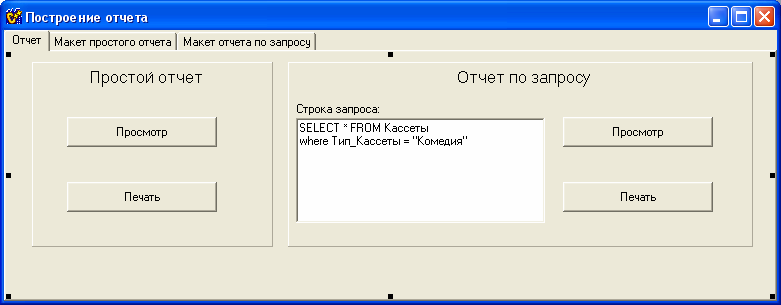 Построение отчета
Отчет
Макет простого отчета
Макет отчета по запросу
Простой отчет
Просмотр
Печать
Отчет по запросу
Строка запроса:
SELECT * FROM Кассеты
where Тип_Кассеты = "Комедия"
Просмотр
Печать